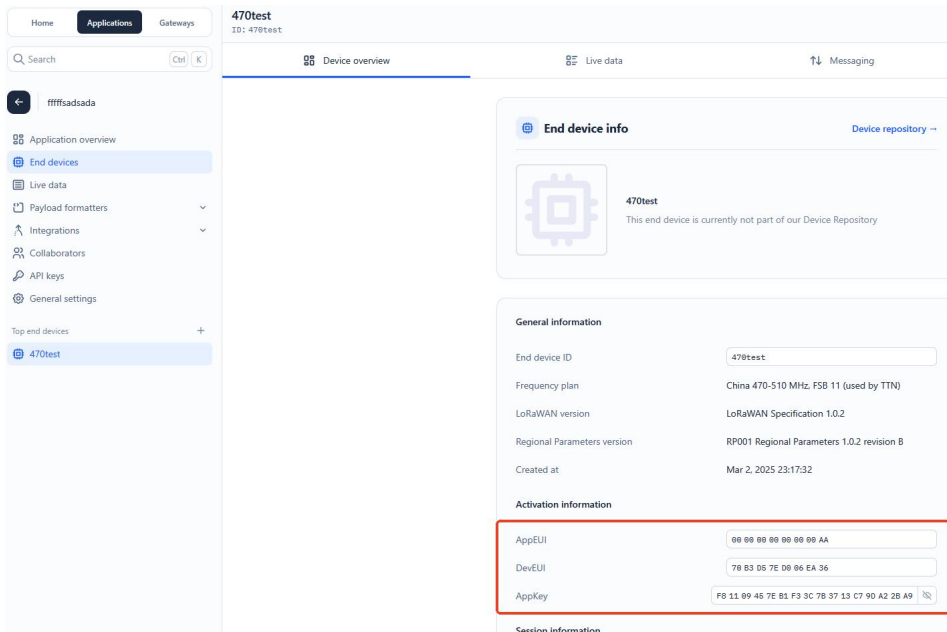 Home Applications Gateways
Search Ctrl K
fffffsadsada
Application overview
End devices
Live data
Payload formatters
Integrations
Collaborators
API keys
General settings
Top end devices +
470test
470test
ID: 470test
Device overview Live data Messaging
End device info Device repository →
470test
This end device is currently not part of our Device Repository
General information
End device ID 470test
Frequency plan China 470-510 MHz, FSB 11 (used by TTN)
LoRaWAN version LoRaWAN Specification 1.0.2
Regional Parameters version RP001 Regional Parameters 1.0.2 revision B
Created at Mar 2, 2025 23:17:32
Activation information
AppEUI 00 00 00 00 00 00 00 AA
DevEUI 70 B3 D5 7E D0 06 EA 36
AppKey F8 11 09 45 7E B1 F3 3C 7B 37 13 C7 9D A2 2B A9
Session information